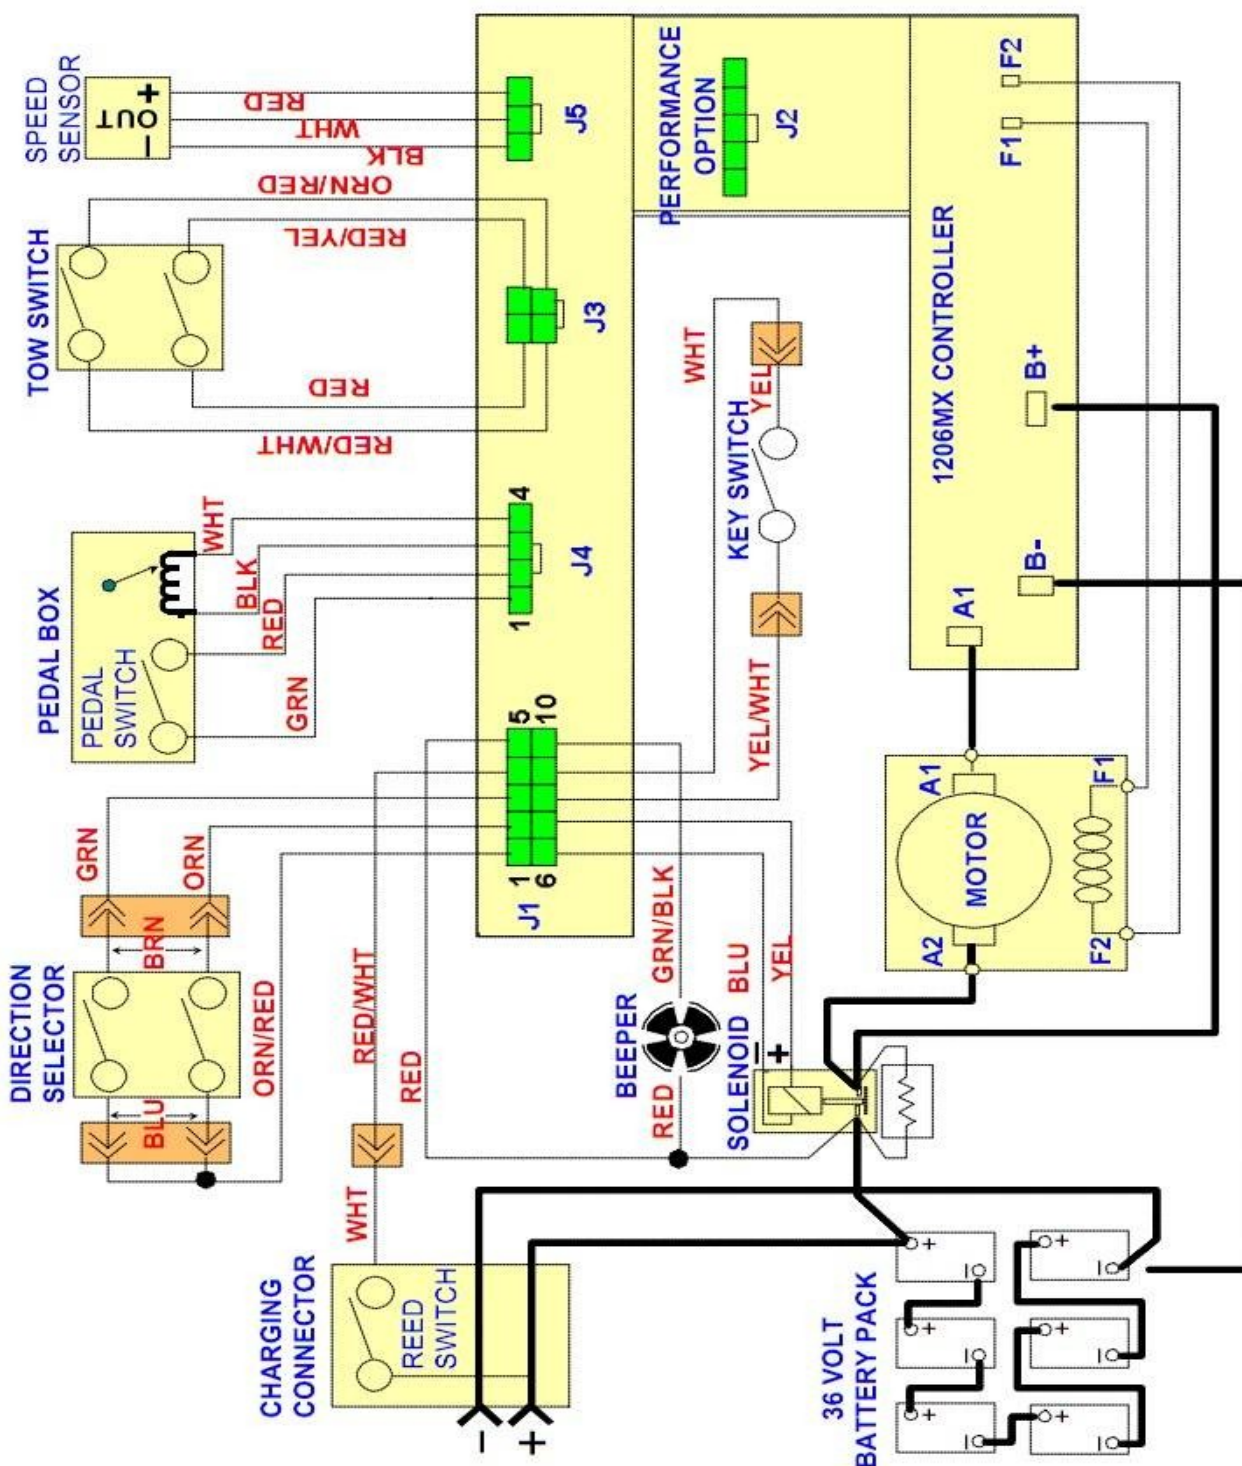 SPEED
SENSOR
+
OUT
−
RED
WHT
BLK
J5
TOW SWITCH
ORN/RED
RED/YEL
RED
RED/WHT
J3
PEDAL BOX
PEDAL
SWITCH
WHT
BLK
RED
GRN
1
4
J4
DIRECTION
SELECTOR
GRN
ORN
BRN
BLU
ORN/RED
1
5
6
10
J1
PERFORMANCE
OPTION
J2
F1
F2
1206MX CONTROLLER
B+
B-
A1
WHT
YEL
KEY SWITCH
YEL/WHT
MOTOR
A1
A2
F1
F2
RED/WHT
RED
BEEPER
GRN/BLK
RED
SOLENOID
BLU
YEL
−
+
CHARGING
CONNECTOR
WHT
REED
SWITCH
−
+
36 VOLT
BATTERY PACK
+
−
+
−
+
−
+
−
+
−
+
−